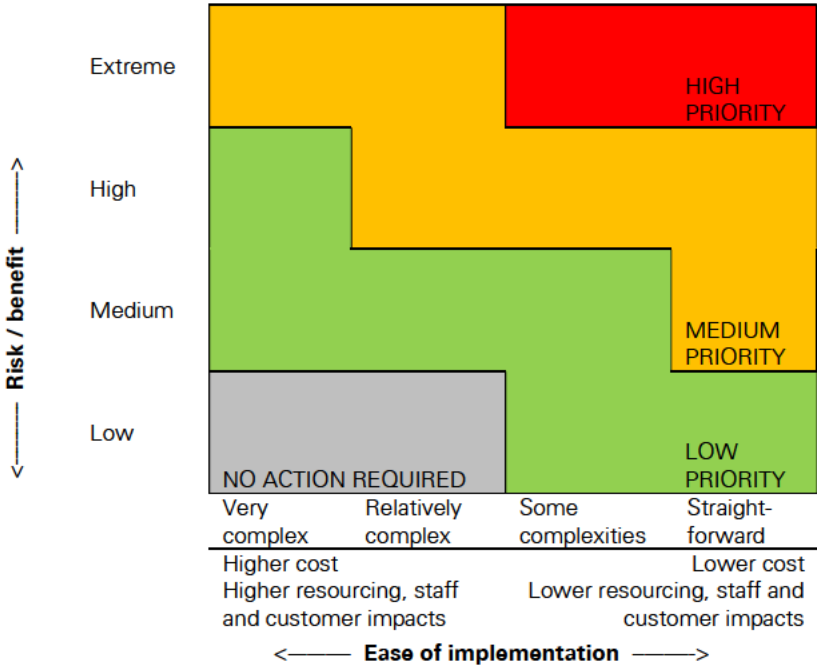 Extreme
HIGH
PRIORITY
High
Medium
MEDIUM
PRIORITY
Low
NO ACTION REQUIRED
LOW
PRIORITY
<------- Risk / benefit ------->
Very
complex
Relatively
complex
Some
complexities
Straight-
forward
Higher cost
Higher resourcing, staff
and customer impacts
Lower cost
Lower resourcing, staff and
customer impacts
<------- Ease of implementation ------->